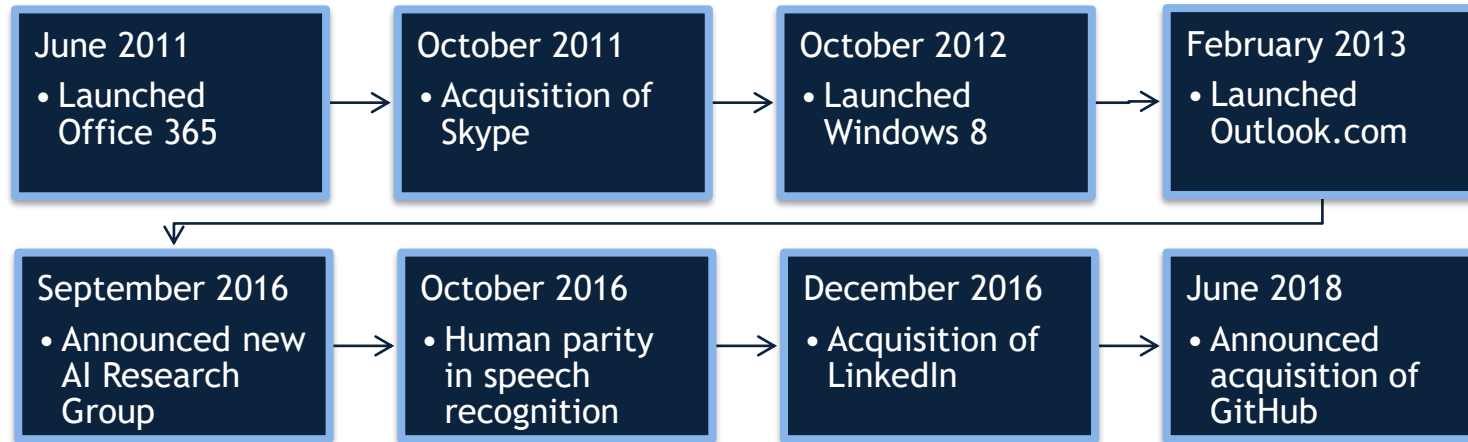 June 2011
• Launched
Office 365
October 2011
• Acquisition of
Skype
October 2012
• Launched
Windows 8
February 2013
• Launched
Outlook.com
September 2016
• Announced new
AI Research
Group
October 2016
• Human parity
in speech
recognition
December 2016
• Acquisition of
LinkedIn
June 2018
• Announced
acquisition of
GitHub